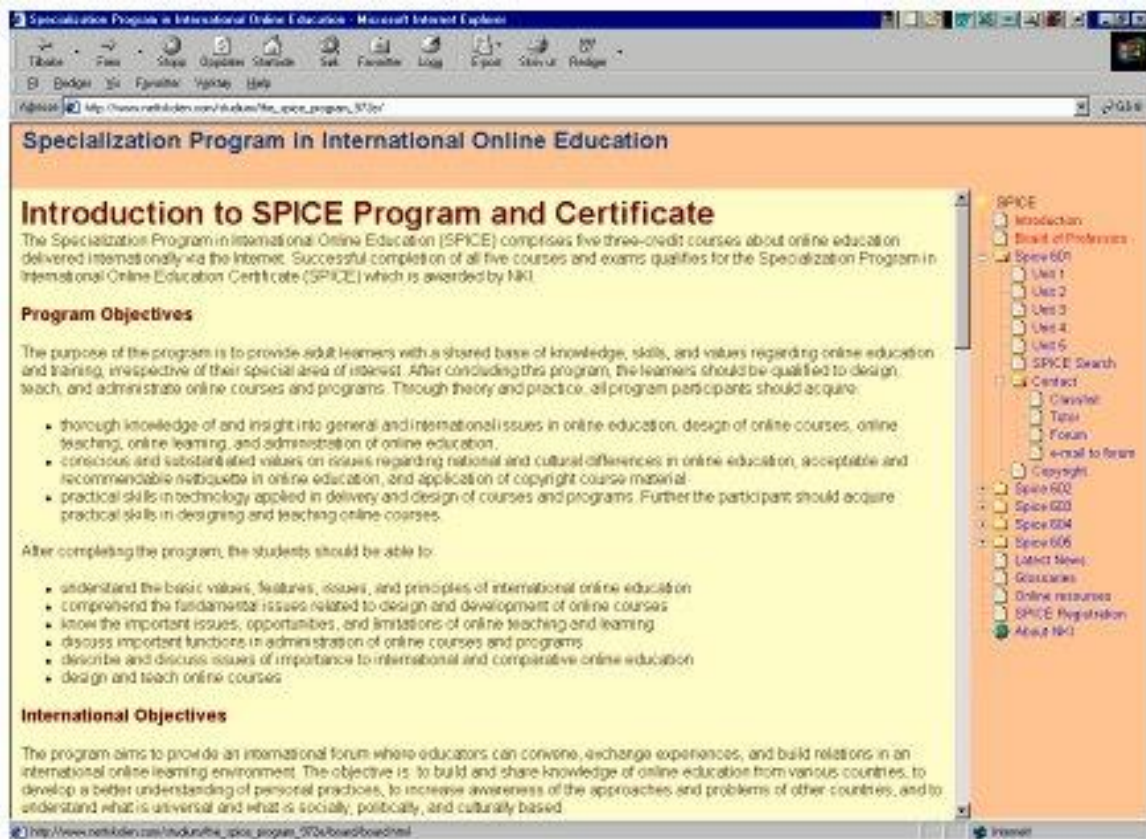 Specialization Program in International Online Education - Microsoft Internet Explorer
Tilbake Frem Stopp Oppdater Startside Søk Favoritter Logg E-post Skriv ut Rediger
Rediger Vis Favoritter Verktøy Hjelp
Adresse
Specialization Program in International Online Education
Introduction to SPICE Program and Certificate
The Specialization Program in International Online Education (SPICE) comprises five three-credit courses about online education
delivered internationally via the Internet. Successful completion of all five courses and exams qualifies for the Specialization Program in
International Online Education Certificate (SPICE) which is awarded by NKI.
Program Objectives
The purpose of the program is to provide adult learners with a shared base of knowledge, skills, and values regarding online education
and training, irrespective of their special area of interest. After concluding this program, the learners should be qualified to design,
teach, and administrate online courses and programs. Through theory and practice, all program participants should acquire:
• thorough knowledge of and insight into general and international issues in online education, design of online courses, online
teaching, online learning, and administration of online education.
• conscious and substantiated values on issues regarding national and cultural differences in online education, acceptable and
recommendable nettiquette in online education, and application of copyright course material
• practical skills in technology applied in delivery and design of courses and programs. Further the participant should acquire
practical skills in designing and teaching online courses.
After completing the program, the students should be able to:
• understand the basic values, features, issues, and principles of international online education
• comprehend the fundamental issues related to design and development of online courses
• know the important issues, opportunities, and limitations of online teaching and learning
• discuss important functions in administration of online courses and programs
• describe and discuss issues of importance to international and comparative online education
• design and teach online courses
International Objectives
The program aims to provide an international forum where educators can convene, exchange experiences, and build relations in an
international online learning environment. The objective is to build and share knowledge of online education from various countries, to
develop a better understanding of personal practices, to increase awareness of the approaches and problems of other countries, and to
understand what is universal and what is socially, politically, and culturally based.
SPICE
Introduction
Board of Professors
Spice 601
Unit 1
Unit 2
Unit 3
Unit 4
Unit 5
SPICE Search
Contact
Classlist
Tutor
Forum
e-mail to forum
Copyright
Spice 602
Spice 603
Spice 604
Spice 605
Latest News
Glossaries
Online resources
SPICE Registration
About NKI
Internett